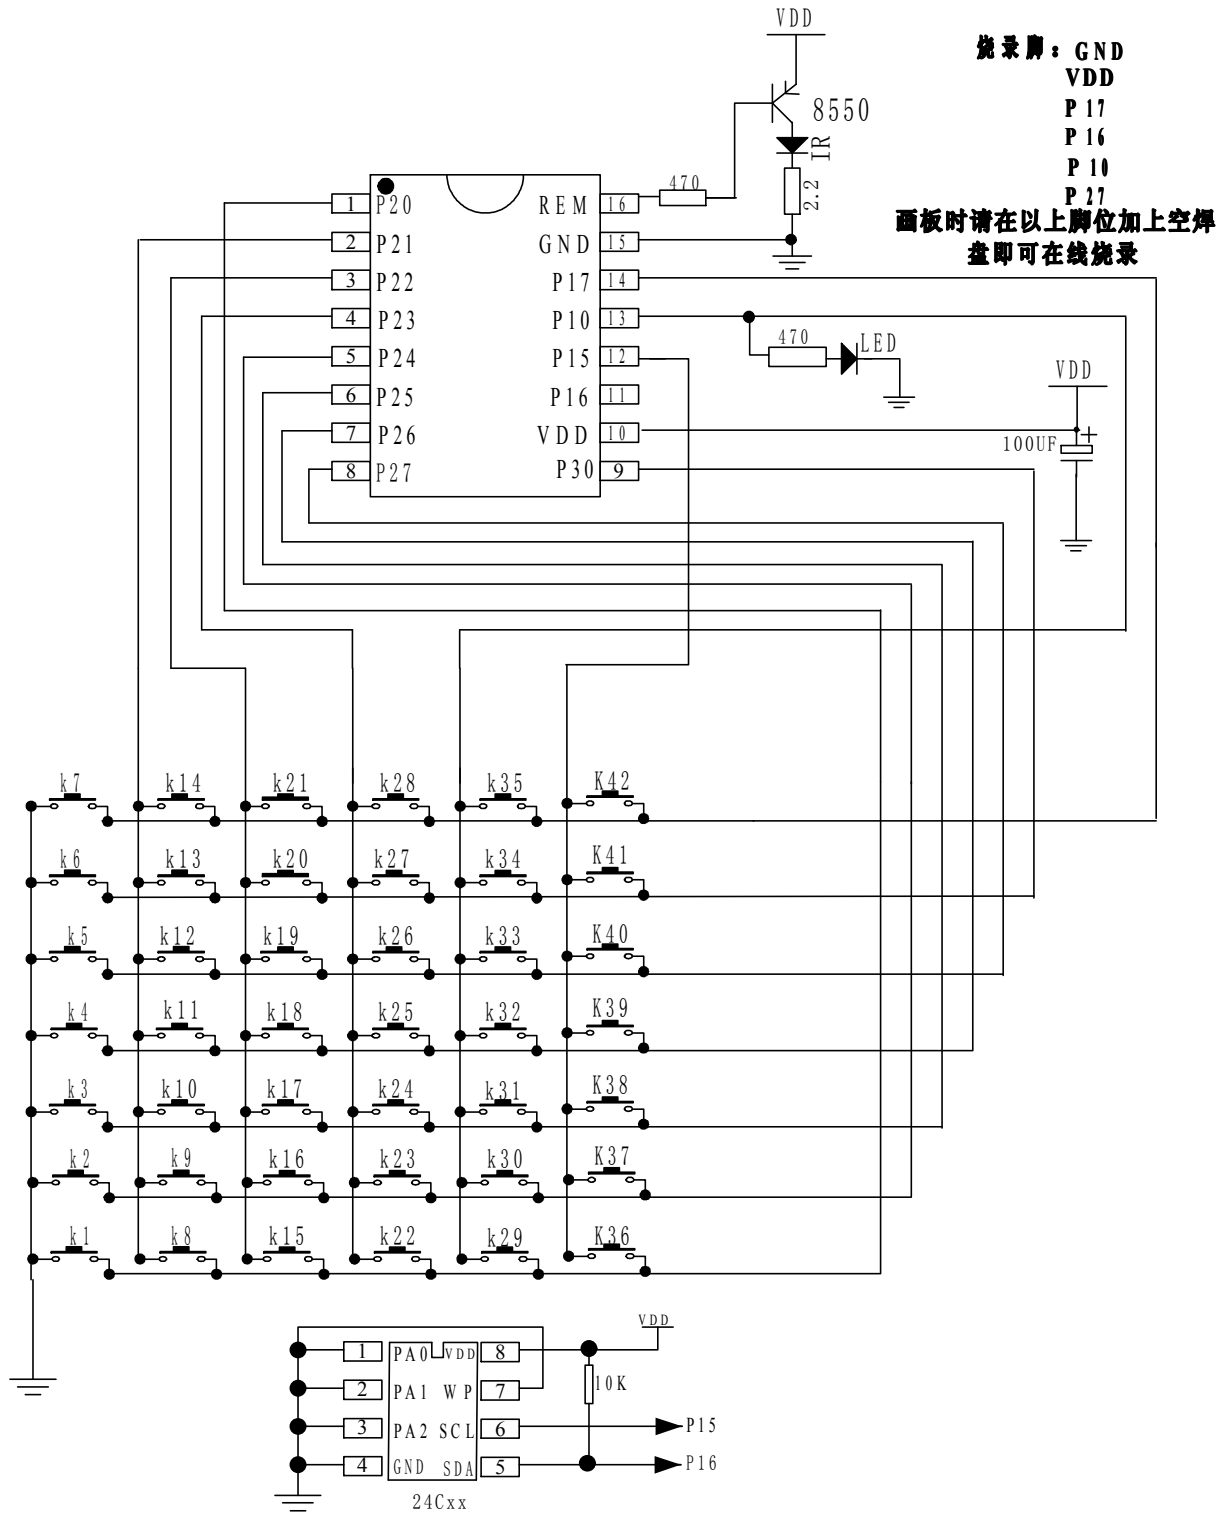 VDD
烧录脚：GND
VDD
P17
P16
P10
P27
画板时请在以上脚位加上空焊
盘即可在线烧录
8550
IR
2.2
470
1 P20 REM 16
2 P21 GND 15
3 P22 P17 14
4 P23 P10 13
5 P24 P15 12
6 P25 P16 11
7 P26 VDD 10
8 P27 P30 9
470
LED
VDD
100UF +
k7 k14 k21 k28 k35 K42
k6 k13 k20 k27 k34 K41
k5 k12 k19 k26 k33 K40
k4 k11 k18 k25 k32 K39
k3 k10 k17 k24 k31 K38
k2 k9 k16 k23 k30 K37
k1 k8 k15 k22 k29 K36
VDD
1 PA0 VDD 8
2 PA1 WP 7
10K
3 PA2 SCL 6 P15
4 GND SDA 5 P16
24Cxx